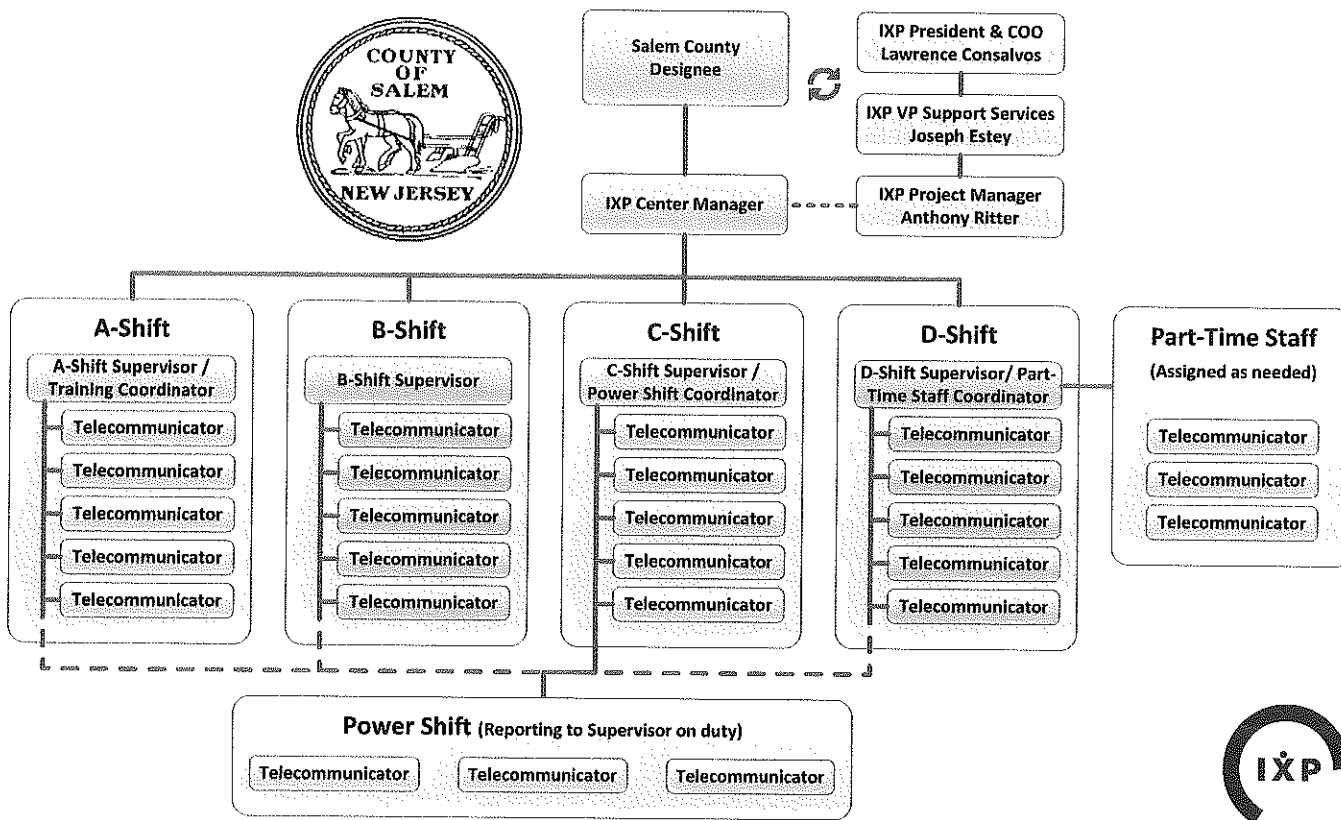 COUNTY
OF
SALEM
NEW JERSEY
Salem County
Designee
IXP President & COO
Lawrence Consalvos
IXP VP Support Services
Joseph Estey
IXP Center Manager
IXP Project Manager
Anthony Ritter
A-Shift
A-Shift Supervisor /
Training Coordinator
Telecommunicator
Telecommunicator
Telecommunicator
Telecommunicator
Telecommunicator
B-Shift
B-Shift Supervisor
Telecommunicator
Telecommunicator
Telecommunicator
Telecommunicator
Telecommunicator
C-Shift
C-Shift Supervisor /
Power Shift Coordinator
Telecommunicator
Telecommunicator
Telecommunicator
Telecommunicator
Telecommunicator
D-Shift
D-Shift Supervisor/ Part-
Time Staff Coordinator
Telecommunicator
Telecommunicator
Telecommunicator
Telecommunicator
Telecommunicator
Part-Time Staff
(Assigned as needed)
Telecommunicator
Telecommunicator
Telecommunicator
Power Shift (Reporting to Supervisor on duty)
Telecommunicator
Telecommunicator
Telecommunicator
IXP